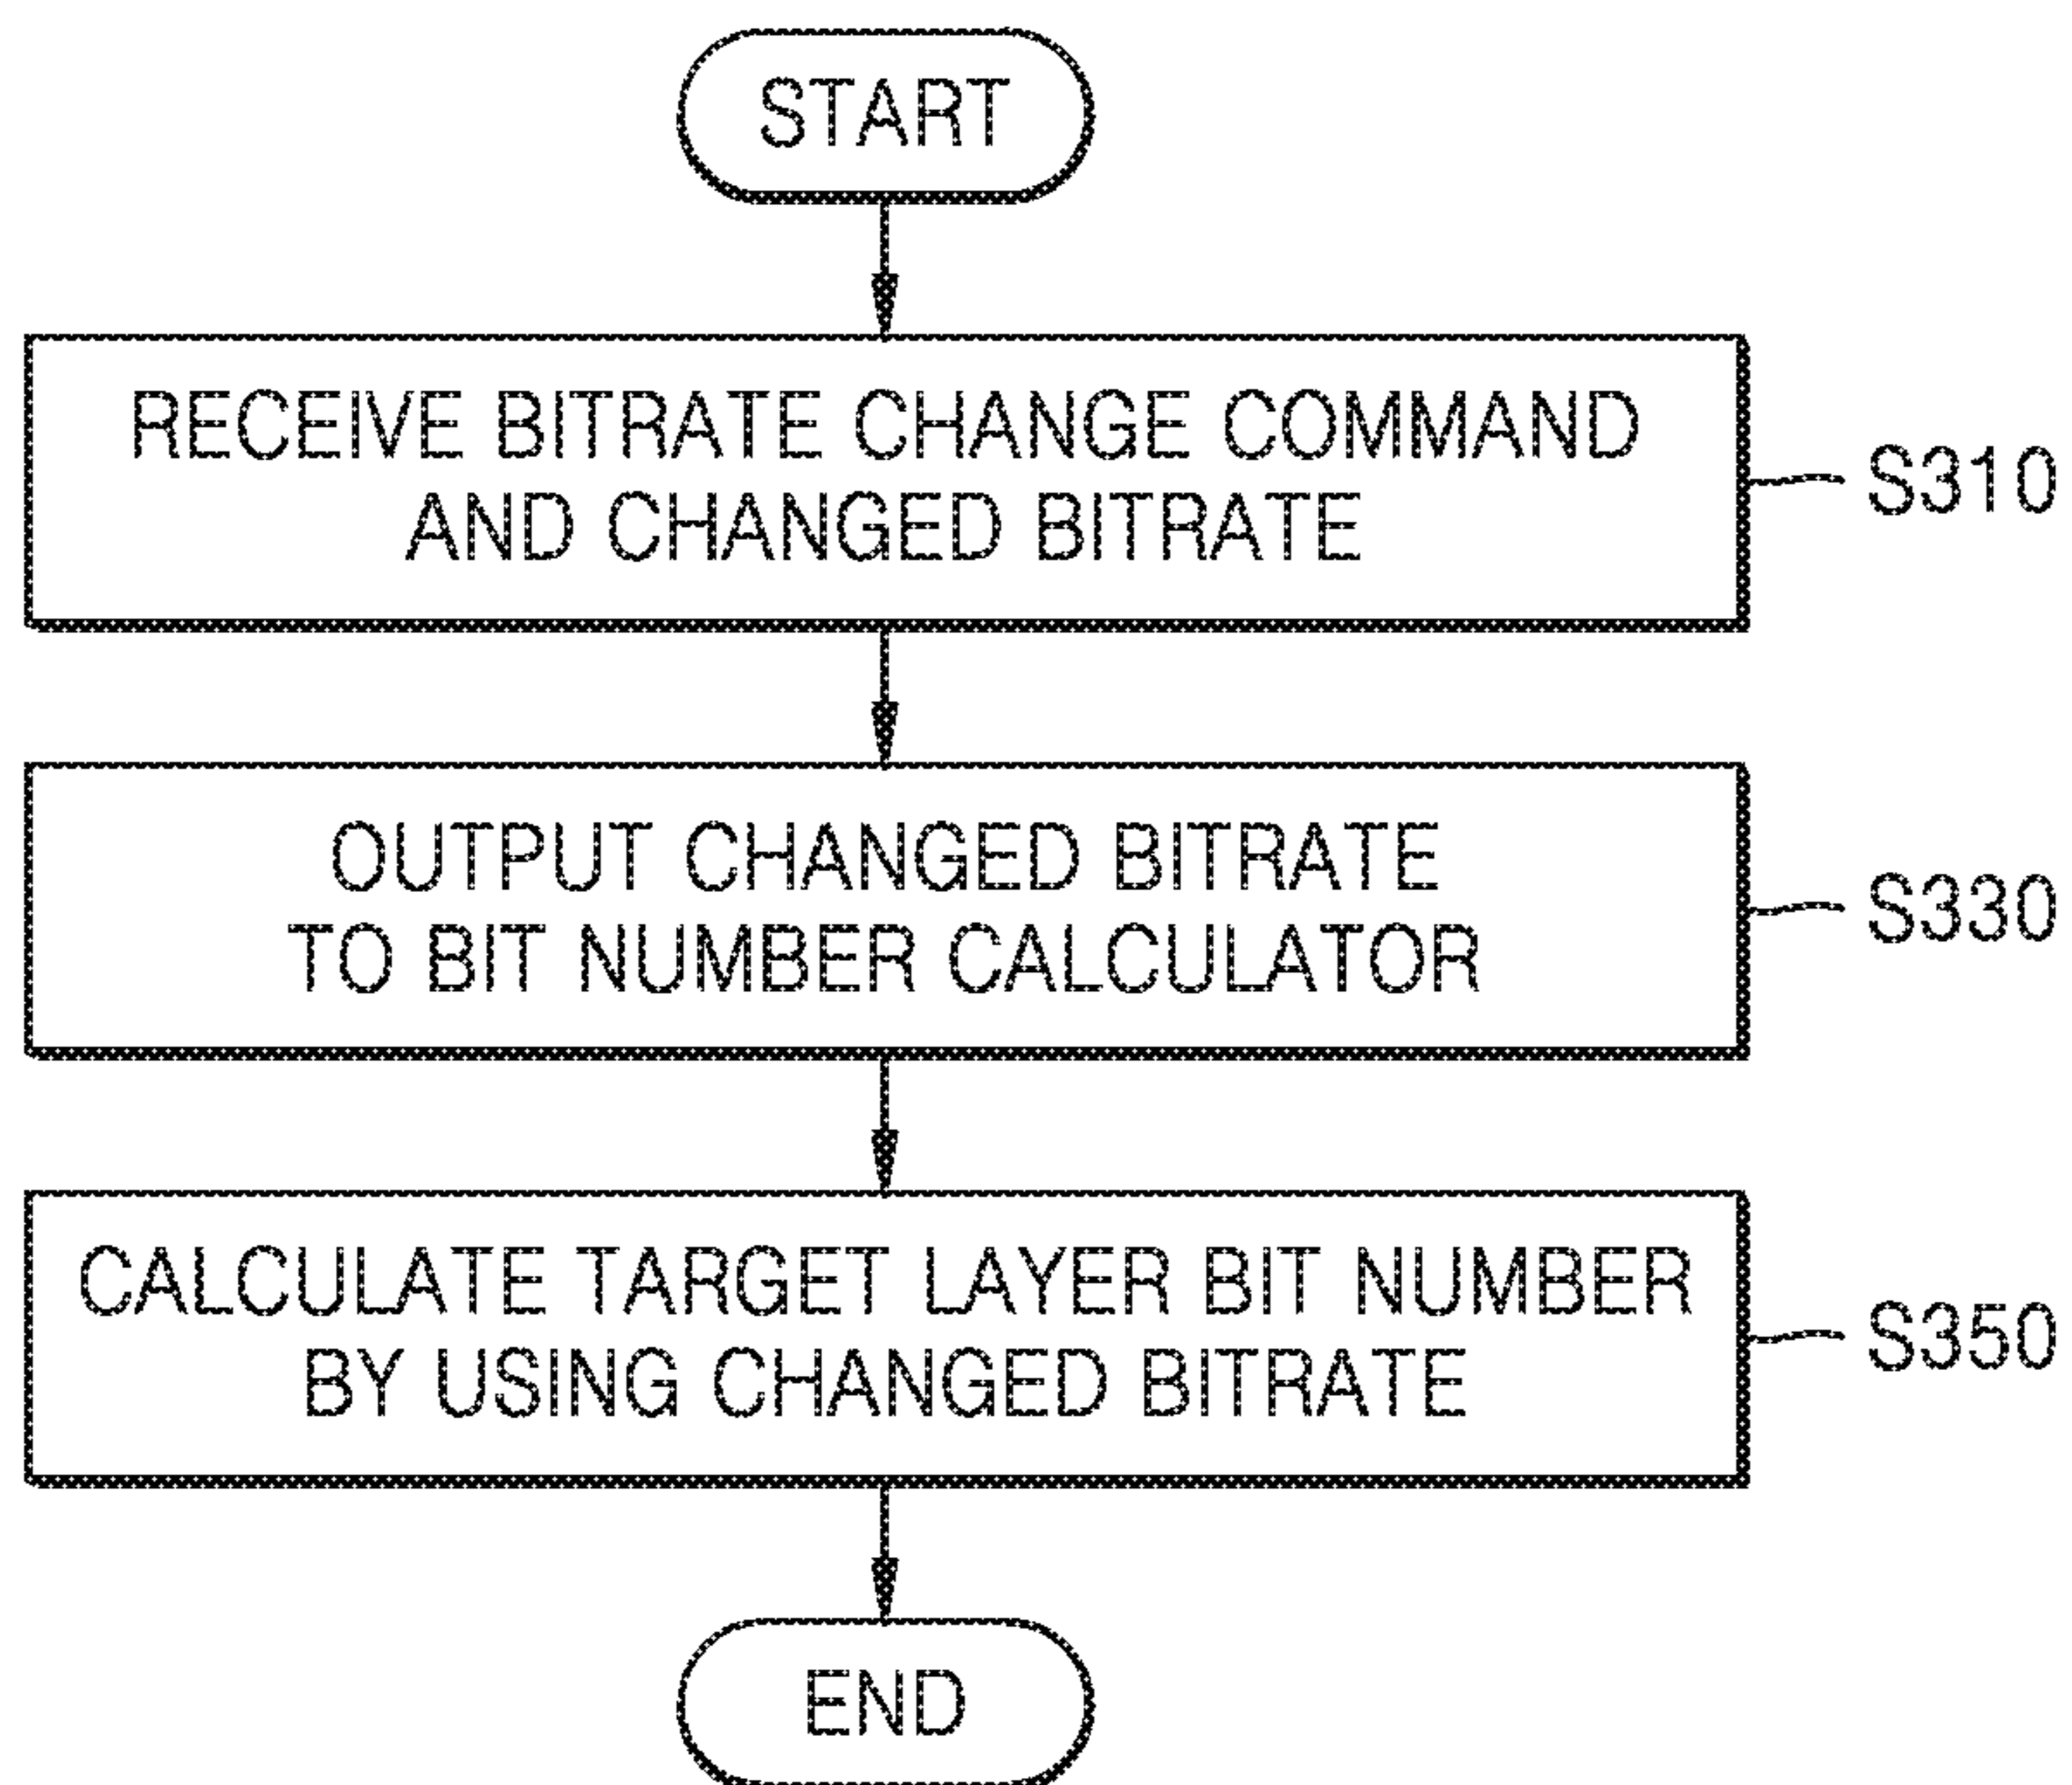 START
RECEIVE BITRATE CHANGE COMMAND
AND CHANGED BITRATE
S310
OUTPUT CHANGED BITRATE
TO BIT NUMBER CALCULATOR
S330
CALCULATE TARGET LAYER BIT NUMBER
BY USING CHANGED BITRATE
S350
END